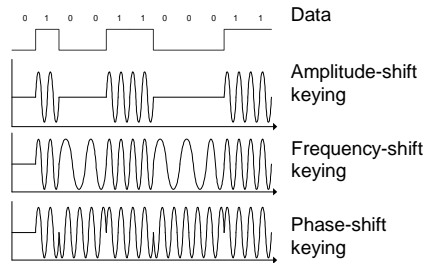 0 1 0 0 1 1 0 0 0 1 1
Data
Amplitude-shift
keying
Frequency-shift
keying
Phase-shift
keying